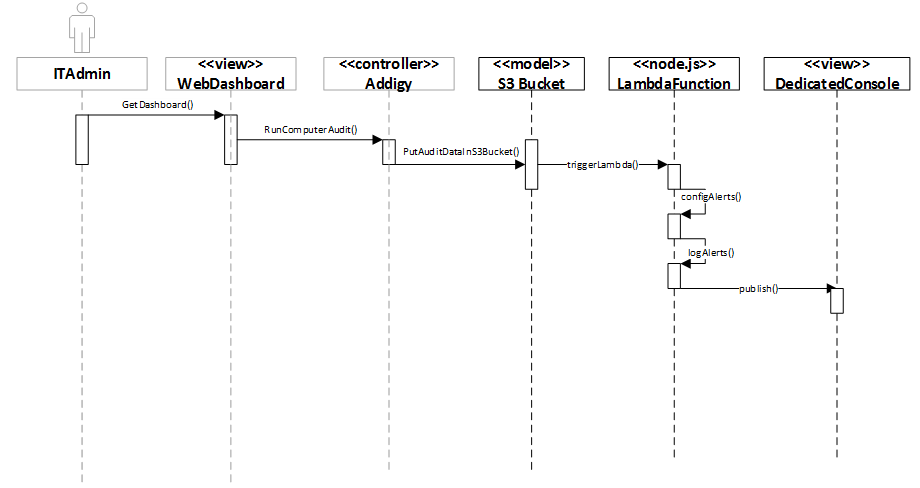 ITAdmin
<<view>>
WebDashboard
<<controller>>
Addigy
<<model>>
S3 Bucket
<<node.js>>
LambdaFunction
<<view>>
DedicatedConsole
GetDashboard()
RunComputerAudit()
PutAuditDataInS3Bucket()
triggerLambda()
configAlerts()
logAlerts()
publish()